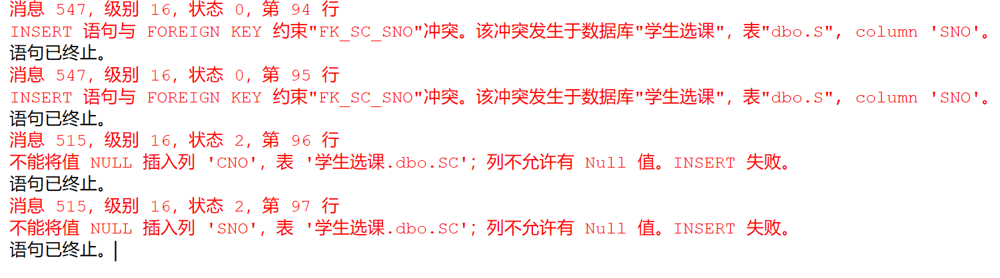 消息 547，级别 16，状态 0，第 94 行
INSERT 语句与 FOREIGN KEY 约束"FK_SC_SNO"冲突。该冲突发生于数据库"学生选课"，表"dbo.S", column 'SNO'。
语句已终止。
消息 547，级别 16，状态 0，第 95 行
INSERT 语句与 FOREIGN KEY 约束"FK_SC_SNO"冲突。该冲突发生于数据库"学生选课"，表"dbo.S", column 'SNO'。
语句已终止。
消息 515，级别 16，状态 2，第 96 行
不能将值 NULL 插入列 'CNO'，表 '学生选课.dbo.SC'；列不允许有 Null 值。INSERT 失败。
语句已终止。
消息 515，级别 16，状态 2，第 97 行
不能将值 NULL 插入列 'SNO'，表 '学生选课.dbo.SC'；列不允许有 Null 值。INSERT 失败。
语句已终止。